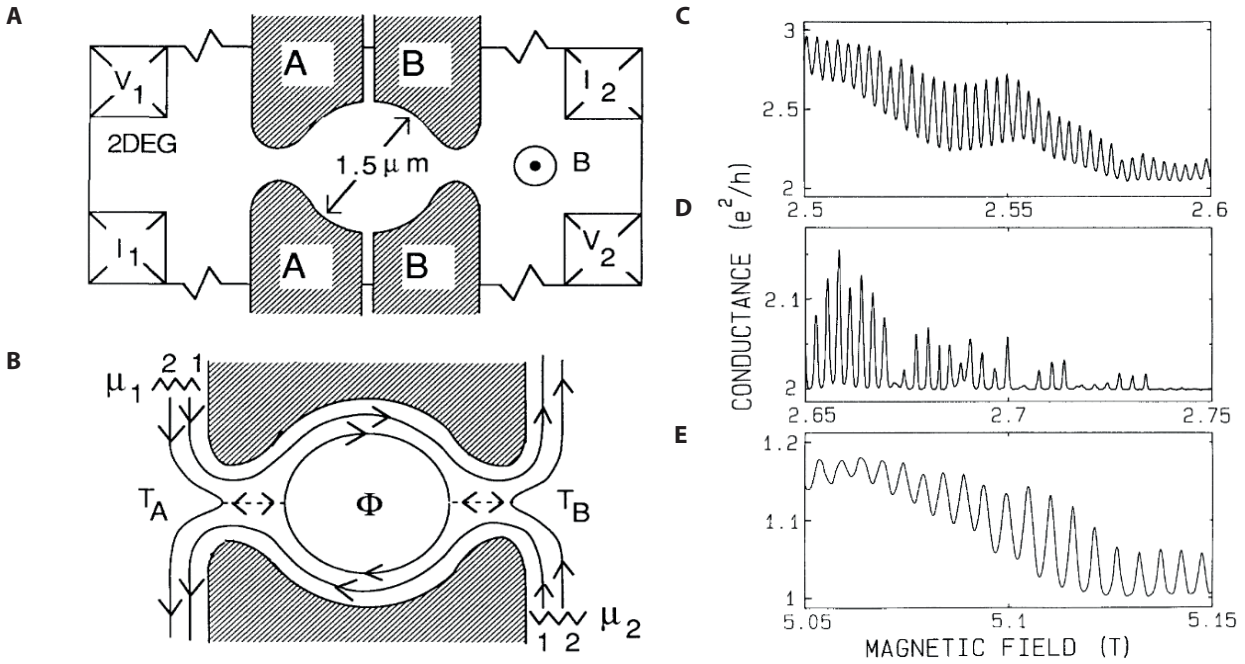 A
V1
A
B
I2
2DEG
1.5 μm
B
I1
A
B
V2
B
2 1
μ1
TA
Φ
TB
μ2
1 2
C
3
2.5
2
2.5 2.55 2.6
D
2.1
2
2.65 2.7 2.75
E
1.2
1.1
1
5.05 5.1 5.15
CONDUCTANCE (e²/h)
MAGNETIC FIELD (T)